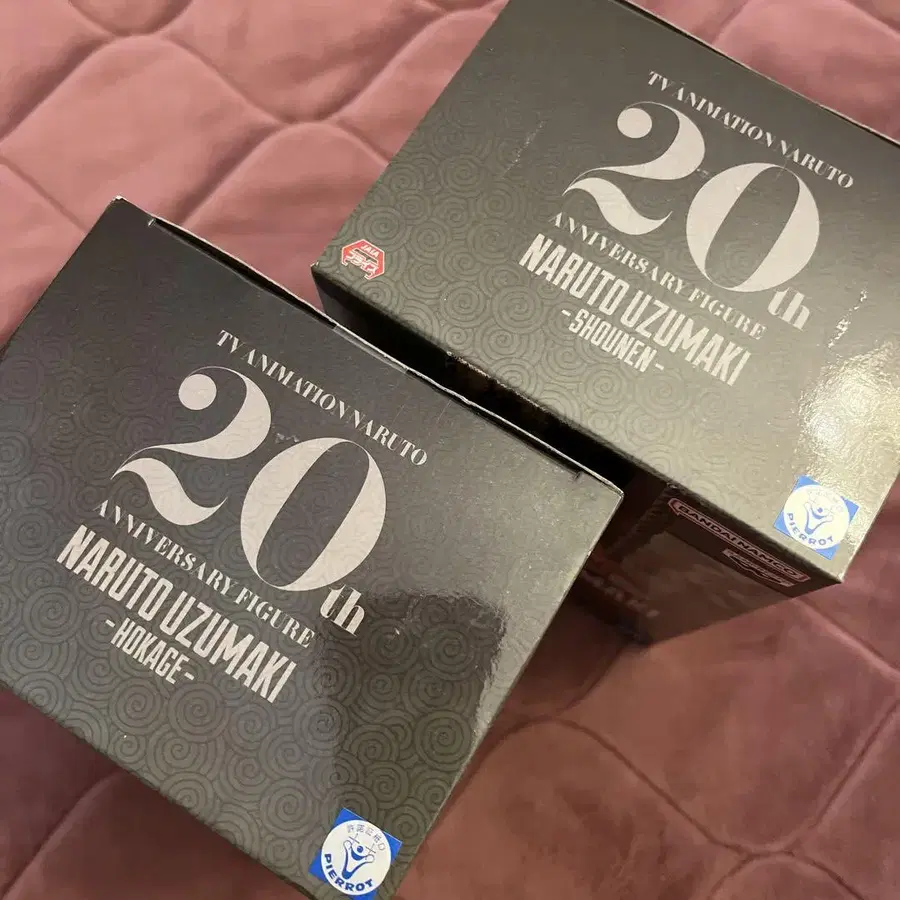 TV ANIMATION NARUTO
20th
ANNIVERSARY FIGURE
NARUTO UZUMAKI
-SHOUNEN-
JAIA
PIERROT
BANDAI NAMCO
TV ANIMATION NARUTO
20th
ANNIVERSARY FIGURE
NARUTO UZUMAKI
-HOKAGE-
PIERROT